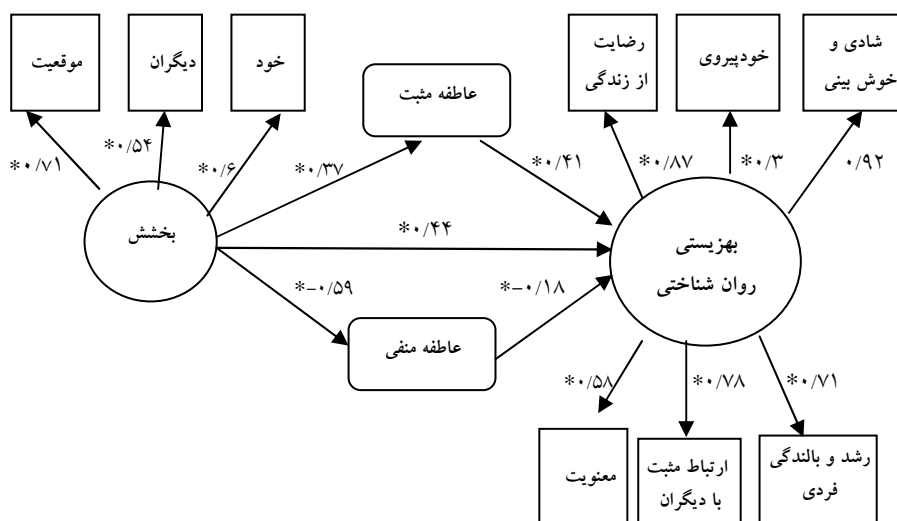 شادی و
خوش بینی
خودپیروی
رضایت
از زندگی
عاطفه مثبت
خود
دیگران
موقعیت
*۰/۷۱
*۰/۵۴
*۰/۶
*۰/۳۷
*۰/۴۱
*۰/۸۷
*۰/۳
۰/۹۲
بخشش
*۰/۴۴
بهزیستی
روان شناختی
*-۰/۵۹
*-۰/۱۸
عاطفه منفی
*۰/۵۸
*۰/۷۸
*۰/۷۱
رشد و بالندگی
فردی
ارتباط مثبت
با دیگران
معنویت